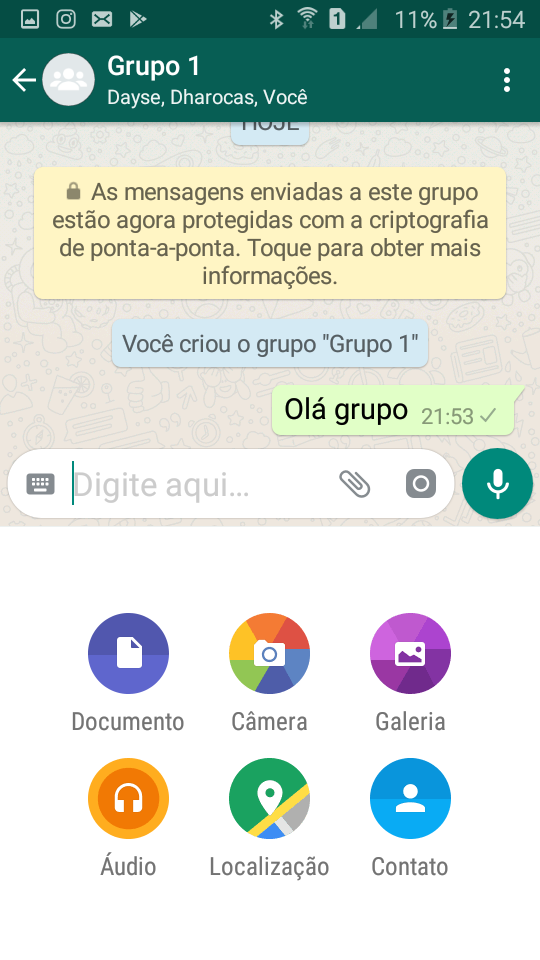 1 11% 21:54
Grupo 1
Dayse, Dharocas, Você
HOJE
As mensagens enviadas a este grupo
estão agora protegidas com a criptografia
de ponta-a-ponta. Toque para obter mais
informações.
Você criou o grupo "Grupo 1"
Olá grupo 21:53
Digite aqui...
Documento Câmera Galeria
Áudio Localização Contato